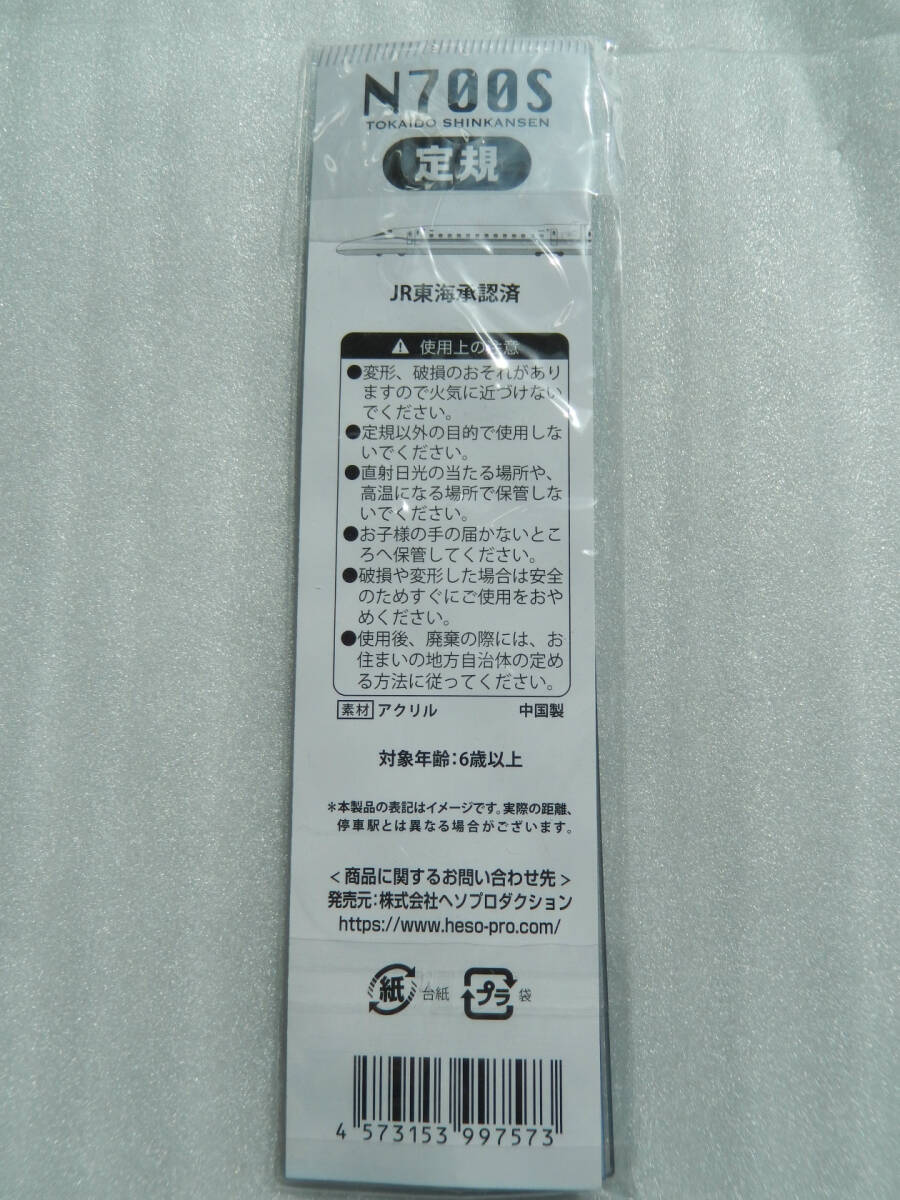 N700S
TOKAIDO SHINKANSEN
定規
JR東海承認済
使用上の注意
●変形、破損のおそれがあり
ますので火気に近づけない
でください。
●定規以外の目的で使用しな
いでください。
●直射日光の当たる場所や、
高温になる場所で保管しな
いでください。
●お子様の手の届かないとこ
ろへ保管してください。
●破損や変形した場合は安全
のためすぐにご使用をおや
めください。
●使用後、廃棄の際には、お
住まいの地方自治体の定め
る方法に従ってください。
素材 アクリル 中国製
対象年齢:6歳以上
*本製品の表記はイメージです。実際の距離、
停車駅とは異なる場合がございます。
<商品に関するお問い合わせ先>
発売元:株式会社ヘソプロダクション
https://www.heso-pro.com/
紙 台紙 プラ 袋
4 573153 997573